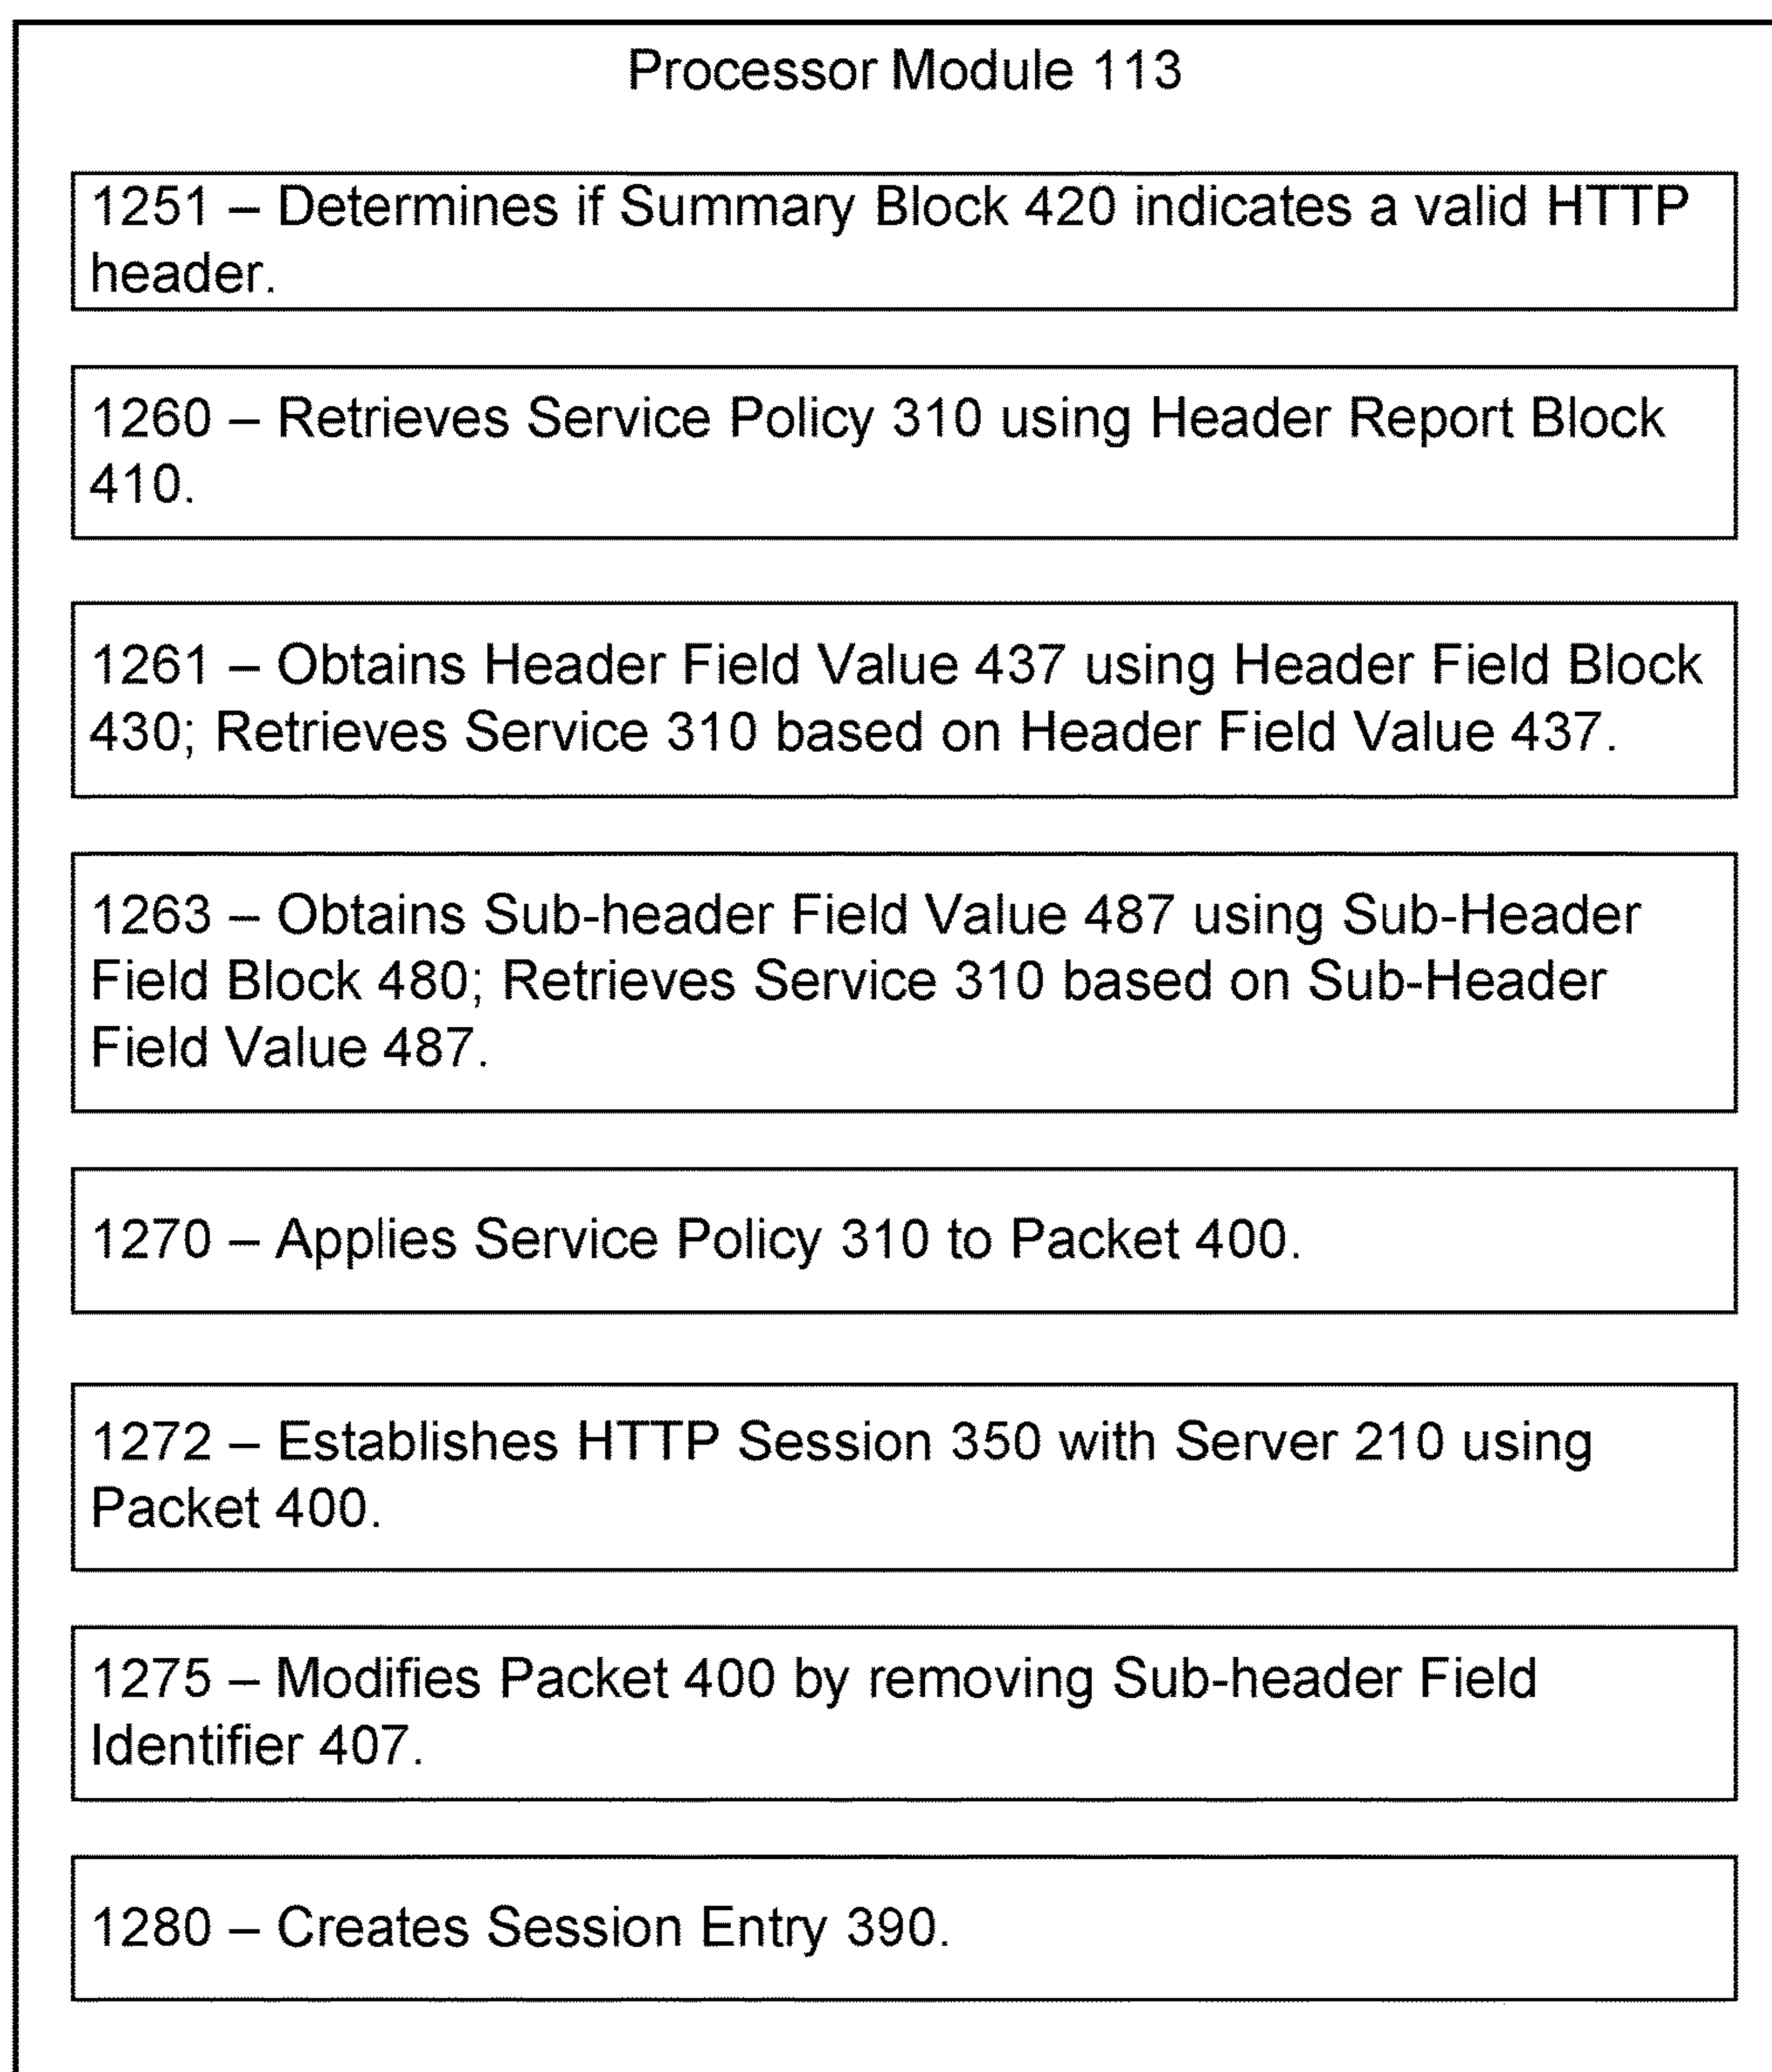 Processor Module 113
1251 – Determines if Summary Block 420 indicates a valid HTTP
header.
1260 – Retrieves Service Policy 310 using Header Report Block
410.
1261 – Obtains Header Field Value 437 using Header Field Block
430; Retrieves Service 310 based on Header Field Value 437.
1263 – Obtains Sub-header Field Value 487 using Sub-Header
Field Block 480; Retrieves Service 310 based on Sub-Header
Field Value 487.
1270 – Applies Service Policy 310 to Packet 400.
1272 – Establishes HTTP Session 350 with Server 210 using
Packet 400.
1275 – Modifies Packet 400 by removing Sub-header Field
Identifier 407.
1280 – Creates Session Entry 390.